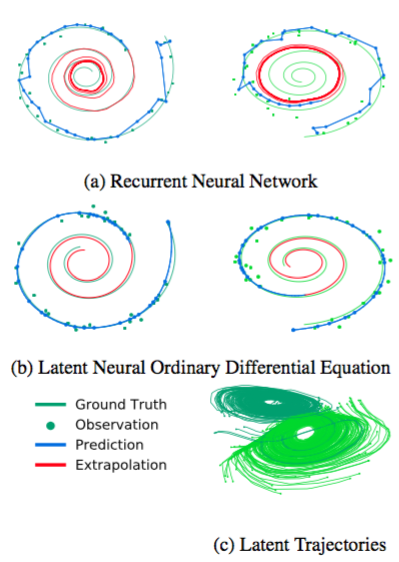 (a) Recurrent Neural Network
(b) Latent Neural Ordinary Differential Equation
Ground Truth
Observation
Prediction
Extrapolation
(c) Latent Trajectories